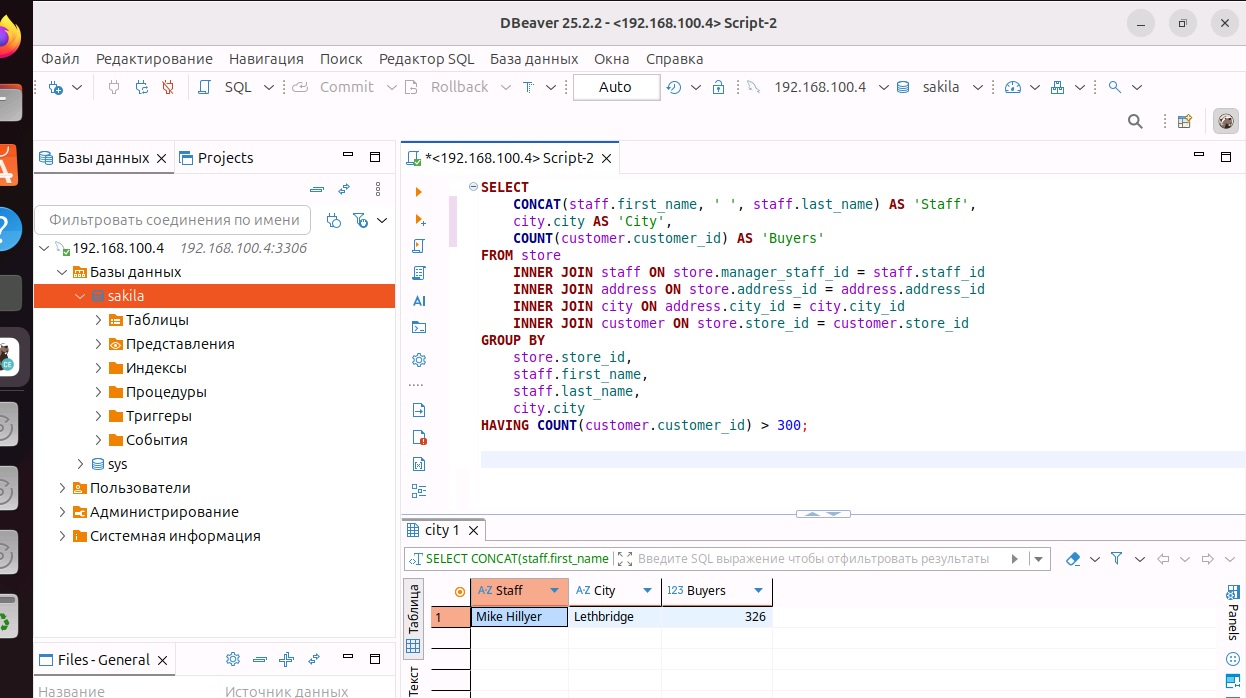 DBeaver 25.2.2 - <192.168.100.4> Script-2
Файл Редактирование Навигация Поиск Редактор SQL База данных Окна Справка
SQL Commit Rollback T Auto 192.168.100.4 sakila
Базы данных Projects
*<192.168.100.4> Script-2
Фильтровать соединения по имени
192.168.100.4 192.168.100.4:3306
Базы данных
sakila
Таблицы
Представления
Индексы
Процедуры
Триггеры
События
sys
Пользователи
Администрирование
Системная информация
Files - General
Название Источник данных
AI
SELECT
CONCAT(staff.first_name, ' ', staff.last_name) AS 'Staff',
city.city AS 'City',
COUNT(customer.customer_id) AS 'Buyers'
FROM store
INNER JOIN staff ON store.manager_staff_id = staff.staff_id
INNER JOIN address ON store.address_id = address.address_id
INNER JOIN city ON address.city_id = city.city_id
INNER JOIN customer ON store.store_id = customer.store_id
GROUP BY
store.store_id,
staff.first_name,
staff.last_name,
city.city
HAVING COUNT(customer.customer_id) > 300;
city 1
SELECT CONCAT(staff.first_name Введите SQL выражение чтобы отфильтровать результаты
Таблица
Текст
A-Z Staff A-Z City 123 Buyers
1 Mike Hillyer Lethbridge 326
Panels